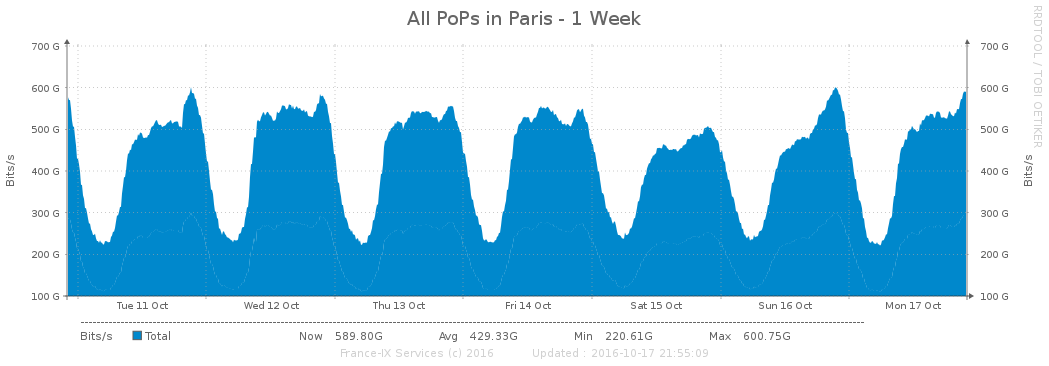 All PoPs in Paris - 1 Week
RRDTOOL / TOBI OETIKER
Bits/s
Bits/s
700 G 700 G
600 G 600 G
500 G 500 G
400 G 400 G
300 G 300 G
200 G 200 G
100 G 100 G
Tue 11 Oct Wed 12 Oct Thu 13 Oct Fri 14 Oct Sat 15 Oct Sun 16 Oct Mon 17 Oct
Bits/s Total Now 589.80G Avg 429.33G Min 220.61G Max 600.75G
France-IX Services (c) 2016 Updated : 2016-10-17 21:55:09